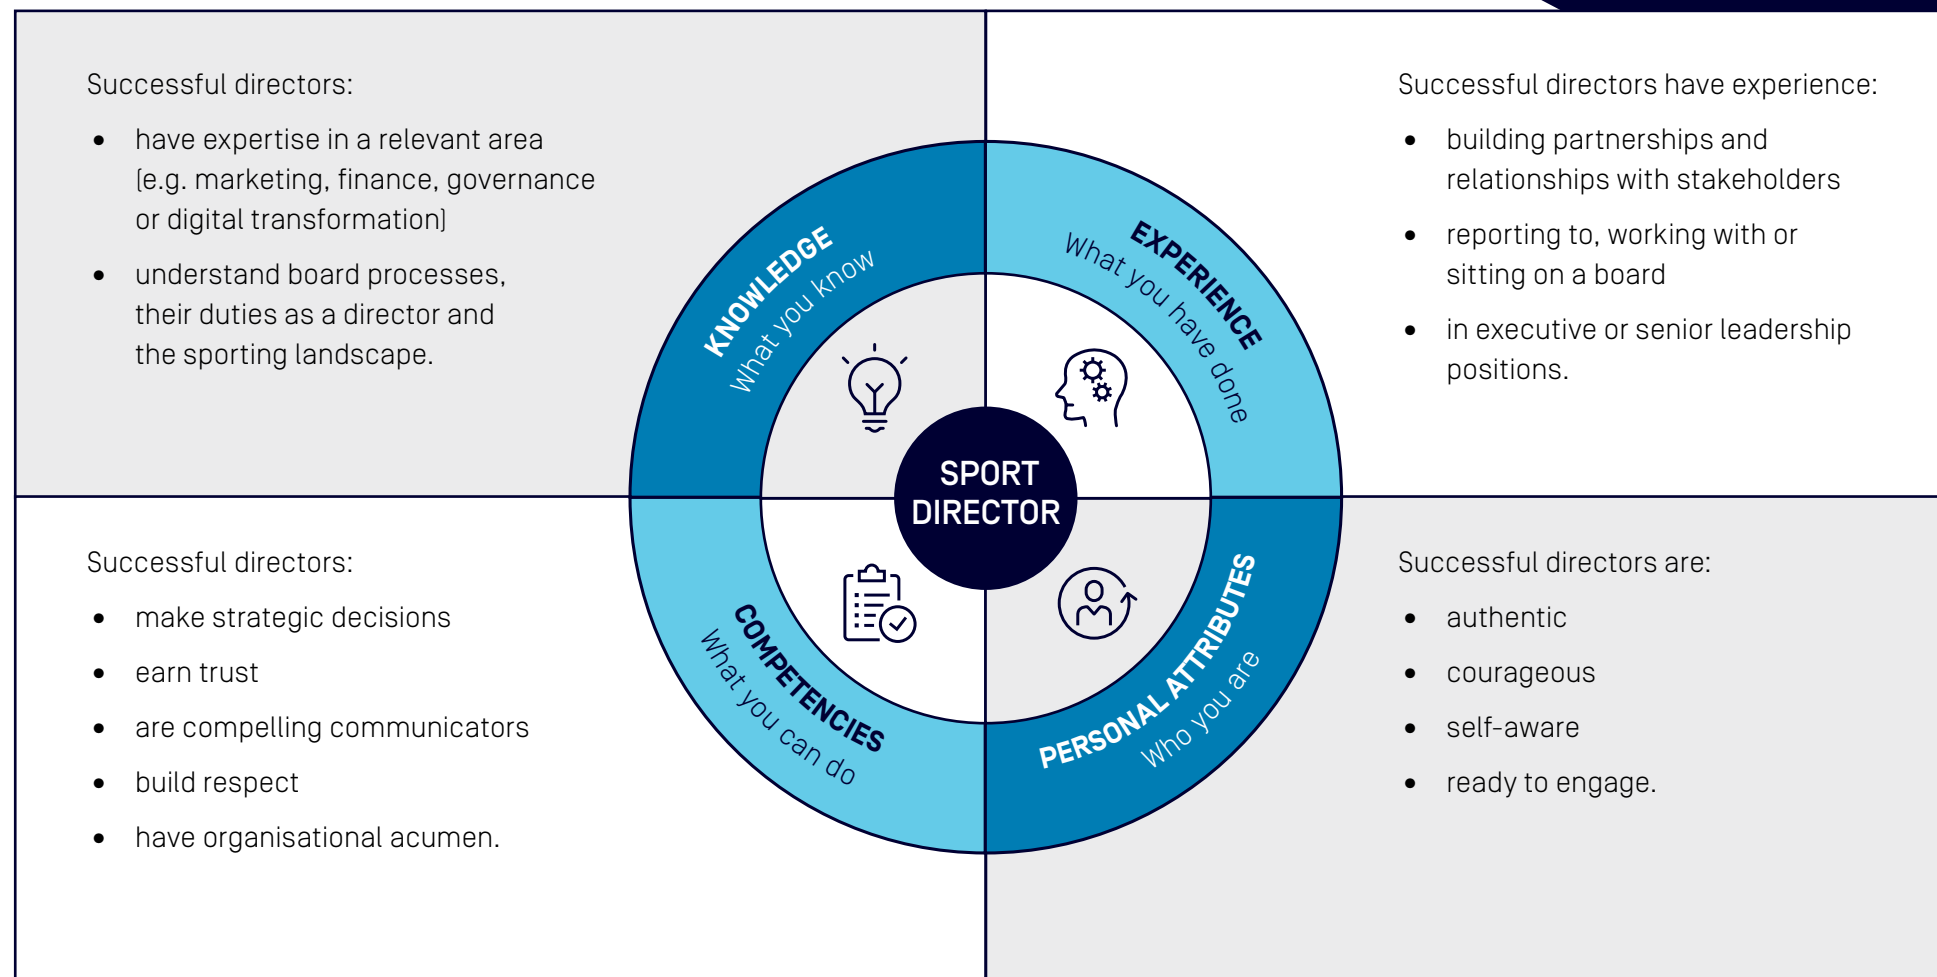 Successful directors:
• have expertise in a relevant area
(e.g. marketing, finance, governance
or digital transformation)
• understand board processes,
their duties as a director and
the sporting landscape.
Successful directors have experience:
• building partnerships and
relationships with stakeholders
• reporting to, working with or
sitting on a board
• in executive or senior leadership
positions.
KNOWLEDGE
What you know
EXPERIENCE
What you have done
SPORT
DIRECTOR
COMPETENCIES
What you can do
PERSONAL ATTRIBUTES
Who you are
Successful directors:
• make strategic decisions
• earn trust
• are compelling communicators
• build respect
• have organisational acumen.
Successful directors are:
• authentic
• courageous
• self-aware
• ready to engage.